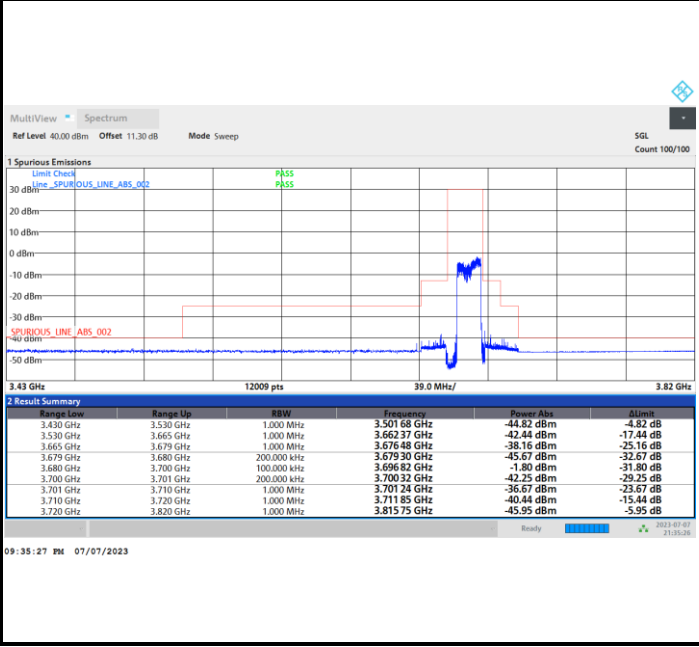 MultiView Spectrum
Ref Level 40.00 dBm Offset 11.30 dB Mode Sweep SGL
Count 100/100
1 Spurious Emissions
Limit Check PASS
Line _SPURIOUS_LINE_ABS_002 PASS
30 dBm
20 dBm
10 dBm
0 dBm
-10 dBm
-20 dBm
-30 dBm
_SPURIOUS_LINE_ABS_002
-40 dBm
-50 dBm
3.43 GHz 12009 pts 39.0 MHz/ 3.82 GHz
2 Result Summary
Range Low Range Up RBW Frequency Power Abs ΔLimit
3.430 GHz 3.530 GHz 1.000 MHz 3.501 68 GHz -44.82 dBm -4.82 dB
3.530 GHz 3.665 GHz 1.000 MHz 3.662 37 GHz -42.44 dBm -17.44 dB
3.665 GHz 3.679 GHz 1.000 MHz 3.676 48 GHz -38.16 dBm -25.16 dB
3.679 GHz 3.680 GHz 200.000 kHz 3.679 30 GHz -45.67 dBm -32.67 dB
3.680 GHz 3.700 GHz 100.000 kHz 3.696 82 GHz -1.80 dBm -31.80 dB
3.700 GHz 3.701 GHz 200.000 kHz 3.700 32 GHz -42.25 dBm -29.25 dB
3.701 GHz 3.710 GHz 1.000 MHz 3.701 24 GHz -36.67 dBm -23.67 dB
3.710 GHz 3.720 GHz 1.000 MHz 3.711 85 GHz -40.44 dBm -15.44 dB
3.720 GHz 3.820 GHz 1.000 MHz 3.815 75 GHz -45.95 dBm -5.95 dB
Ready 2023-07-07
21:35:26
09:35:27 PM 07/07/2023